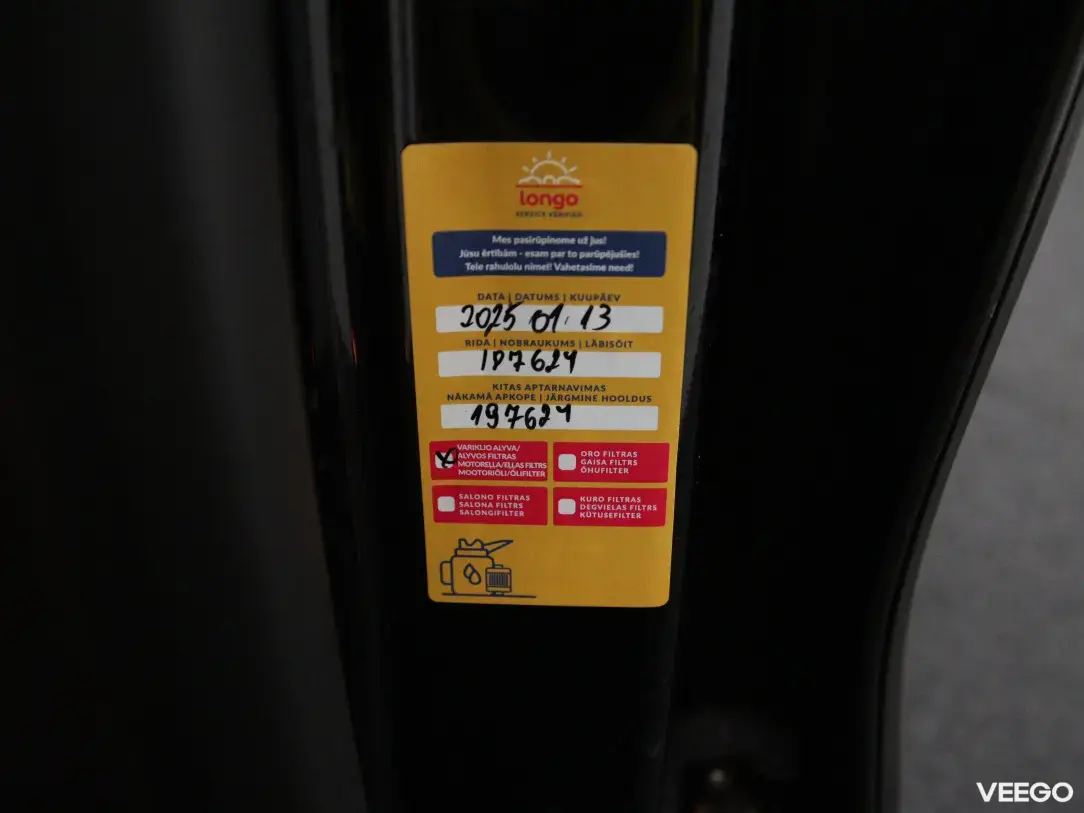 longo
SERVICE VERIFIED
Mes pasirūpinome už jus!
Jūsu ērtībām - esam par to parūpējušies!
Teie rahulolu nimel! Vahetasime need!
DATA | DATUMS | KUUPÄEV
2025 01. 13
RIDA | NOBRAUKUMS | LÄBISÕIT
187624
KITAS APTARNAVIMAS
NĀKAMĀ APKOPE | JÄRGMINE HOOLDUS
197624
VARIKLIO ALYVA/
ALYVOS FILTRAS
MOTOREĻĻA/EĻĻAS FILTRS
MOOTORIÕLI/ÕLIFILTER
ORO FILTRAS
GAISA FILTRS
ÕHUFILTER
SALONO FILTRAS
SALONA FILTRS
SALONGIFILTER
KURO FILTRAS
DEGVIELAS FILTRS
KÜTUSEFILTER
VEEGO